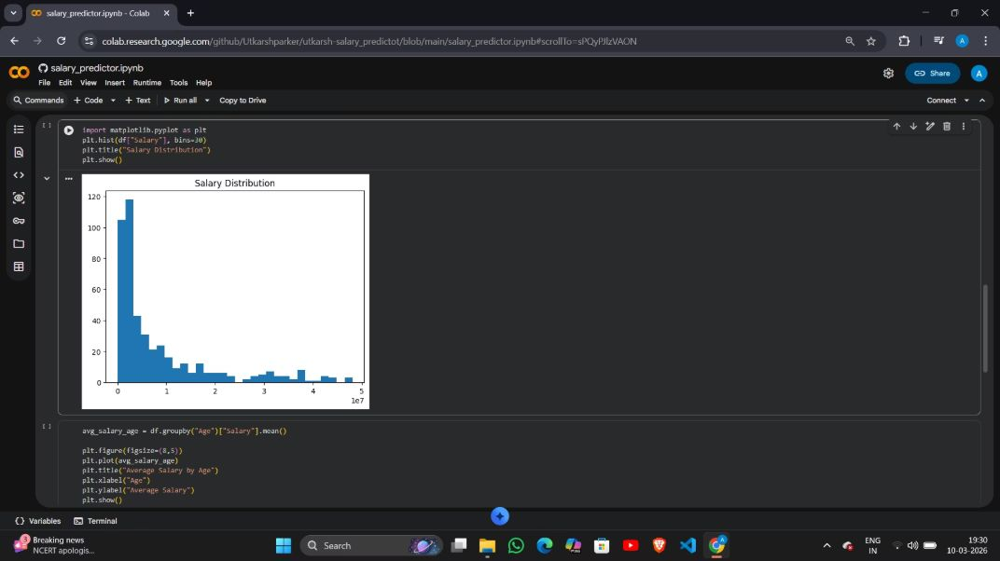 salary_predictor.ipynb - Colab
colab.research.google.com/github/Utkarshparker/utkarsh-salary_predictot/blob/main/salary_predictor.ipynb#scrollTo=sPQyPJlzVAON
A
salary_predictor.ipynb
File Edit View Insert Runtime Tools Help
Share
A
Commands + Code + Text Run all Copy to Drive
Connect
[ ]
import matplotlib.pyplot as plt
plt.hist(df["Salary"], bins=30)
plt.title("Salary Distribution")
plt.show()
Salary Distribution
120
100
80
60
40
20
0
0 1 2 3 4 5
1e7
[ ]
avg_salary_age = df.groupby("Age")["Salary"].mean()
plt.figure(figsize=(8,5))
plt.plot(avg_salary_age)
plt.title("Average Salary by Age")
plt.xlabel("Age")
plt.ylabel("Average Salary")
plt.show()
{} Variables Terminal
Breaking news
NCERT apologis...
Search
ENG
IN
19:30
10-03-2026